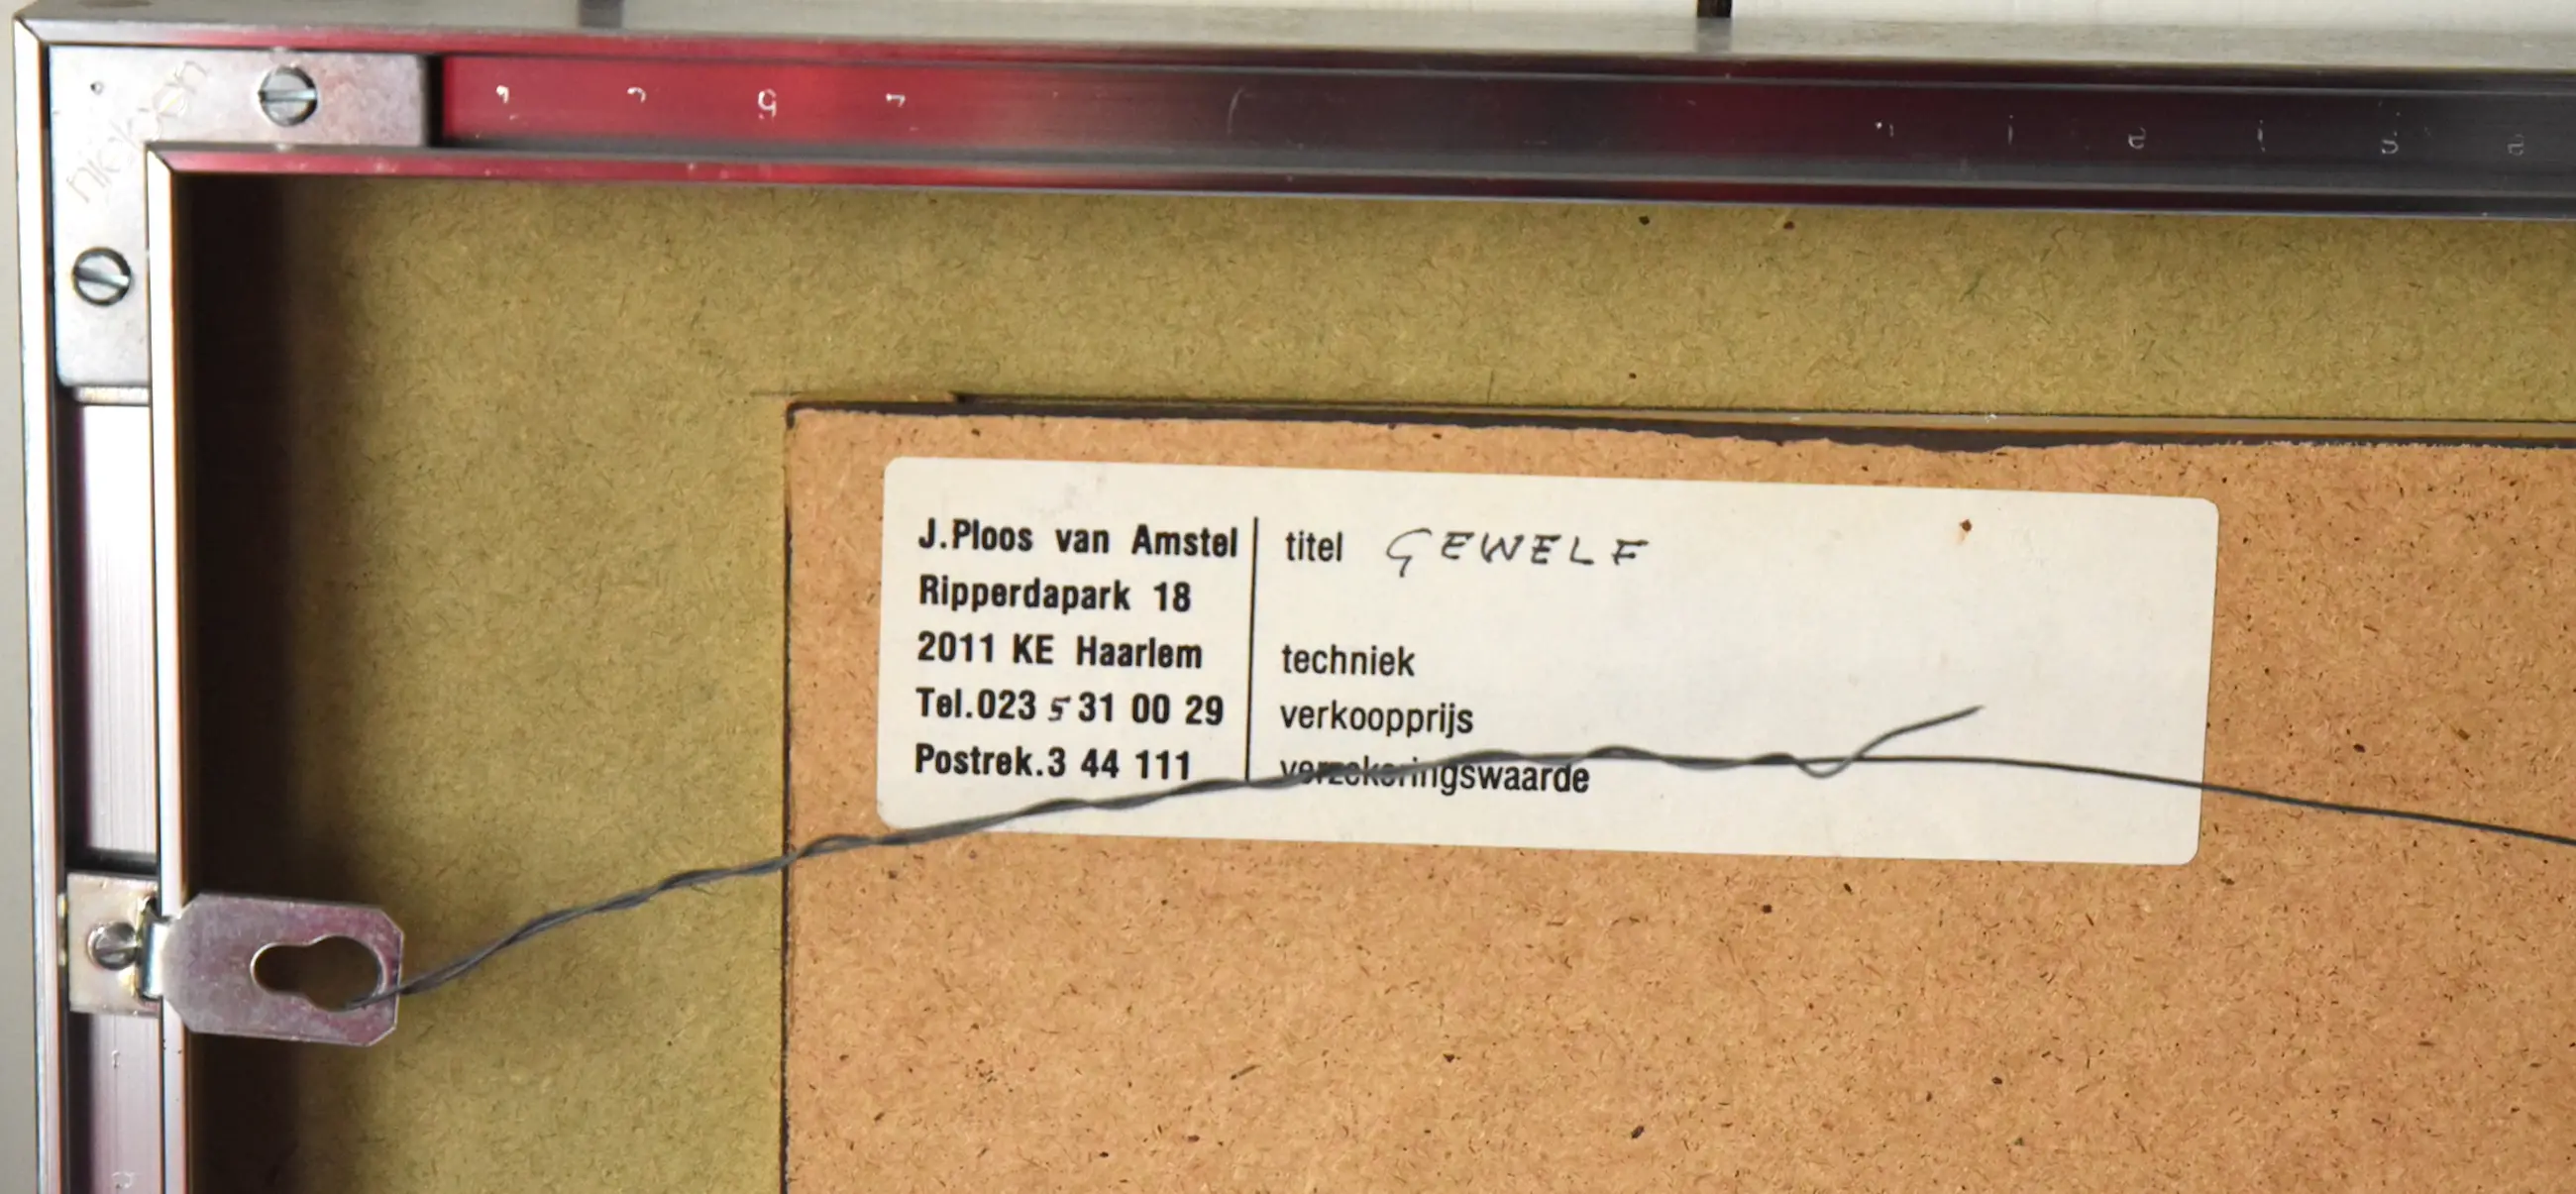 nielsen
J.Ploos van Amstel
Ripperdapark 18
2011 KE Haarlem
Tel.023 5 31 00 29
Postrek.3 44 111
titel GEWELF
techniek
verkoopprijs
verzekeringswaarde